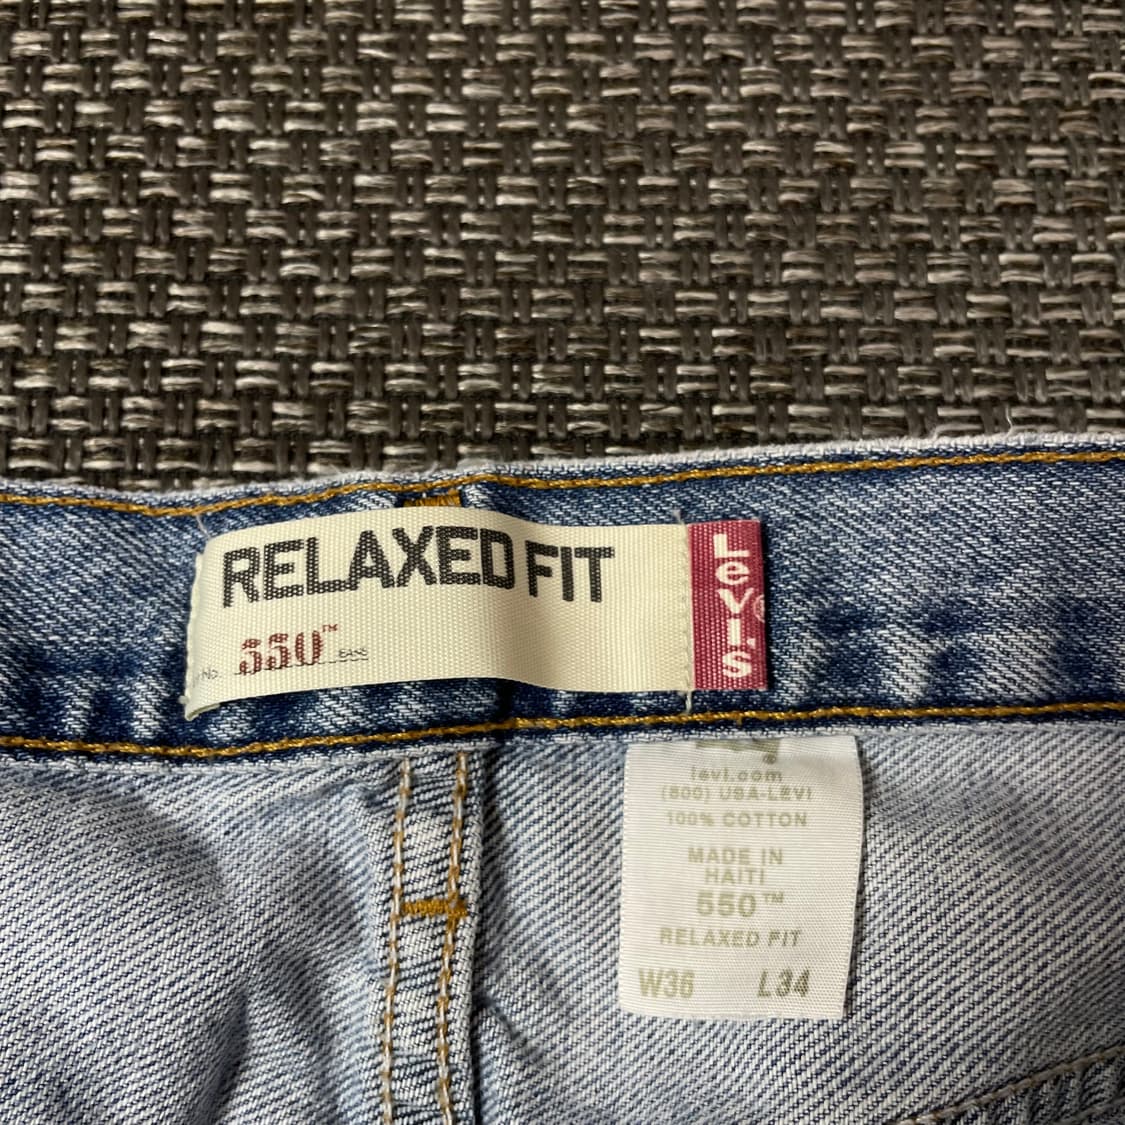 RELAXED FIT
No. 550™ JEANS
Levi's®
levi.com
(800) USA-LEVI
100% COTTON
MADE IN
HAITI
550™
RELAXED FIT
W36 L34